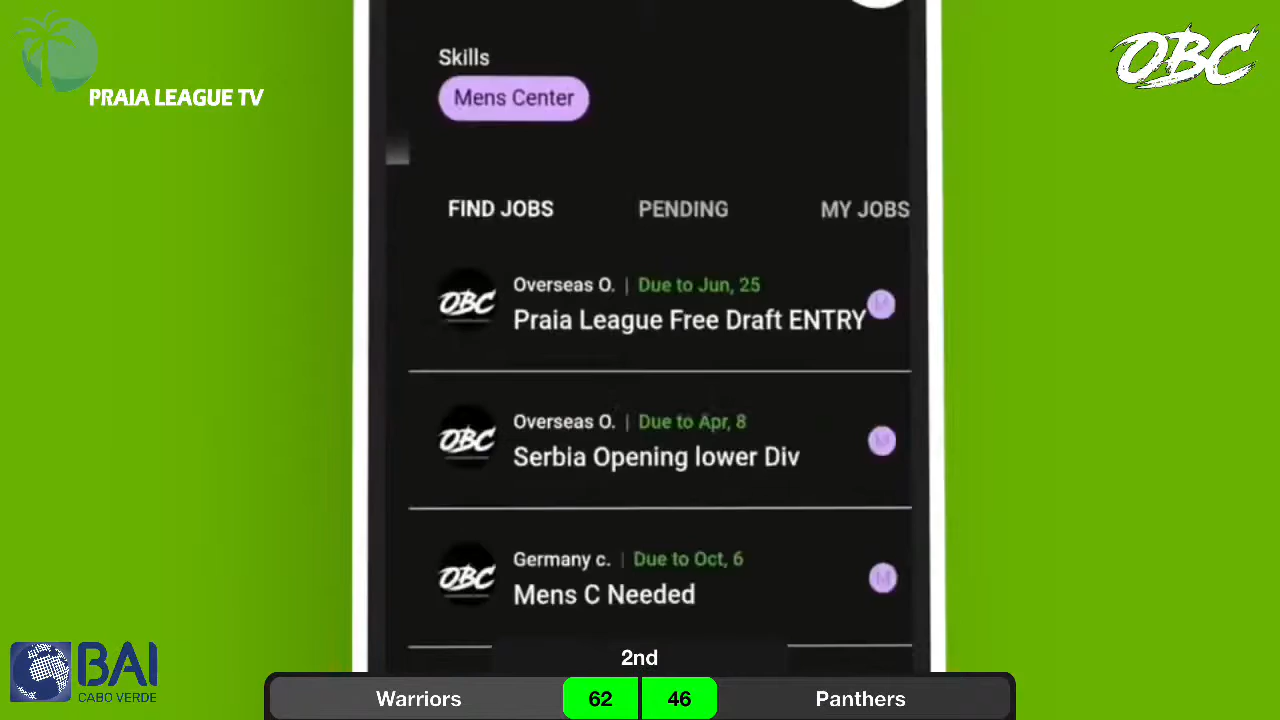 PRAIA LEAGUE TV
OBC
Skills
Mens Center
FIND JOBS PENDING MY JOBS
OBC
Overseas O. | Due to Jun, 25
Praia League Free Draft ENTRY
M
OBC
Overseas O. | Due to Apr, 8
Serbia Opening lower Div
M
OBC
Germany c. | Due to Oct, 6
Mens C Needed
M
BAI
CABO VERDE
2nd
Warriors 62 46 Panthers